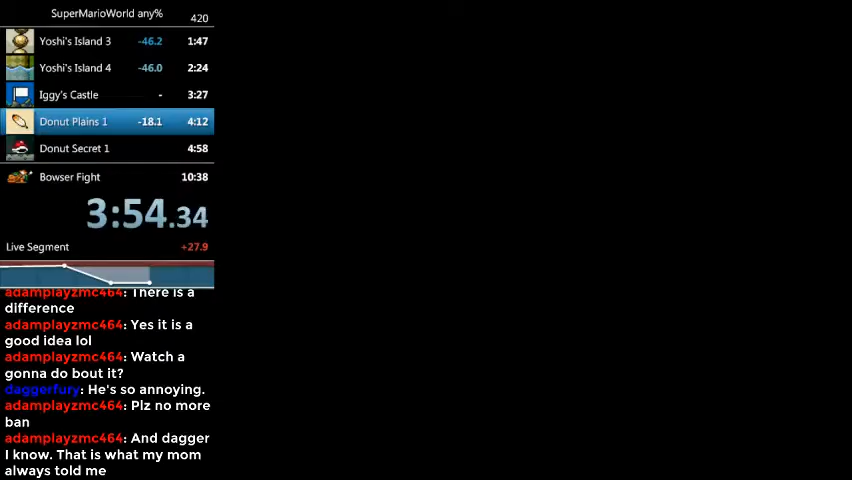 SuperMarioWorld any%
420
Yoshi's Island 3 -46.2 1:47
Yoshi's Island 4 -46.0 2:24
Iggy's Castle - 3:27
Donut Plains 1 -18.1 4:12
Donut Secret 1 4:58
Bowser Fight 10:38
3:54.34
Live Segment +27.9
adamplayzmc464: There is a
difference
adamplayzmc464: Yes it is a
good idea lol
adamplayzmc464: Watch a
gonna do bout it?
daggerfury: He's so annoying.
adamplayzmc464: Plz no more
ban
adamplayzmc464: And dagger
I know. That is what my mom
always told me